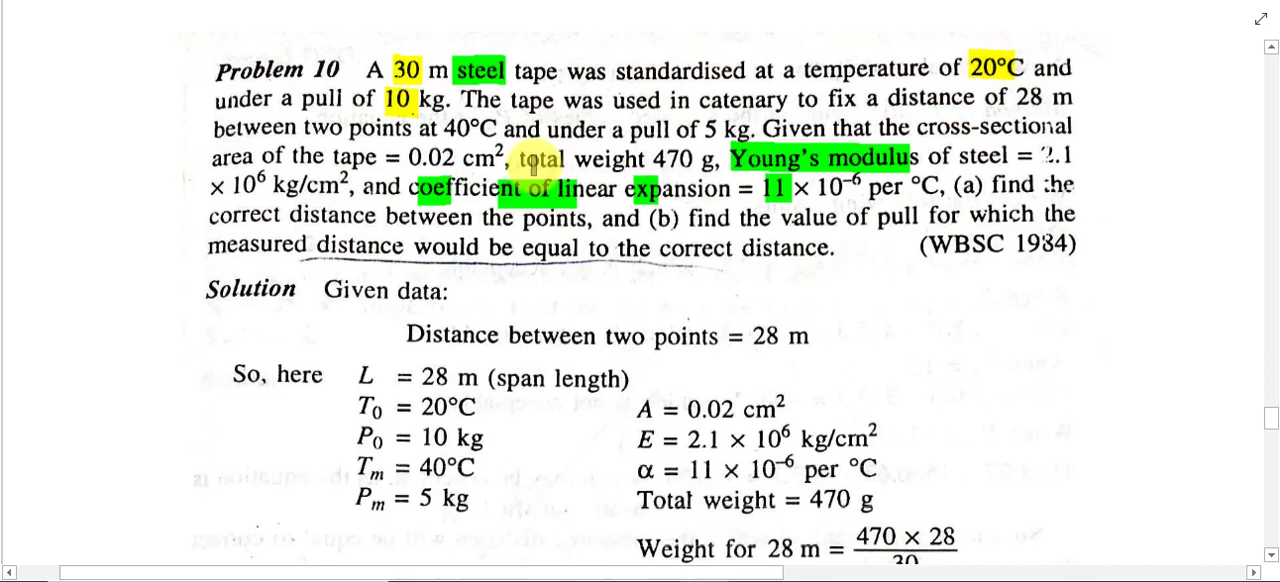 Problem 10 A 30 m steel tape was standardised at a temperature of 20°C and
under a pull of 10 kg. The tape was used in catenary to fix a distance of 28 m
between two points at 40°C and under a pull of 5 kg. Given that the cross-sectional
area of the tape = 0.02 cm², total weight 470 g, Young's modulus of steel = 2.1
× 10⁶ kg/cm², and coefficient of linear expansion = 11 × 10⁻⁶ per °C, (a) find the
correct distance between the points, and (b) find the value of pull for which the
measured distance would be equal to the correct distance. (WBSC 1984)
Solution Given data:
Distance between two points = 28 m
So, here L = 28 m (span length)
T₀ = 20°C A = 0.02 cm²
P₀ = 10 kg E = 2.1 × 10⁶ kg/cm²
Tₘ = 40°C α = 11 × 10⁻⁶ per °C
Pₘ = 5 kg Total weight = 470 g
Weight for 28 m = 470 × 28
30